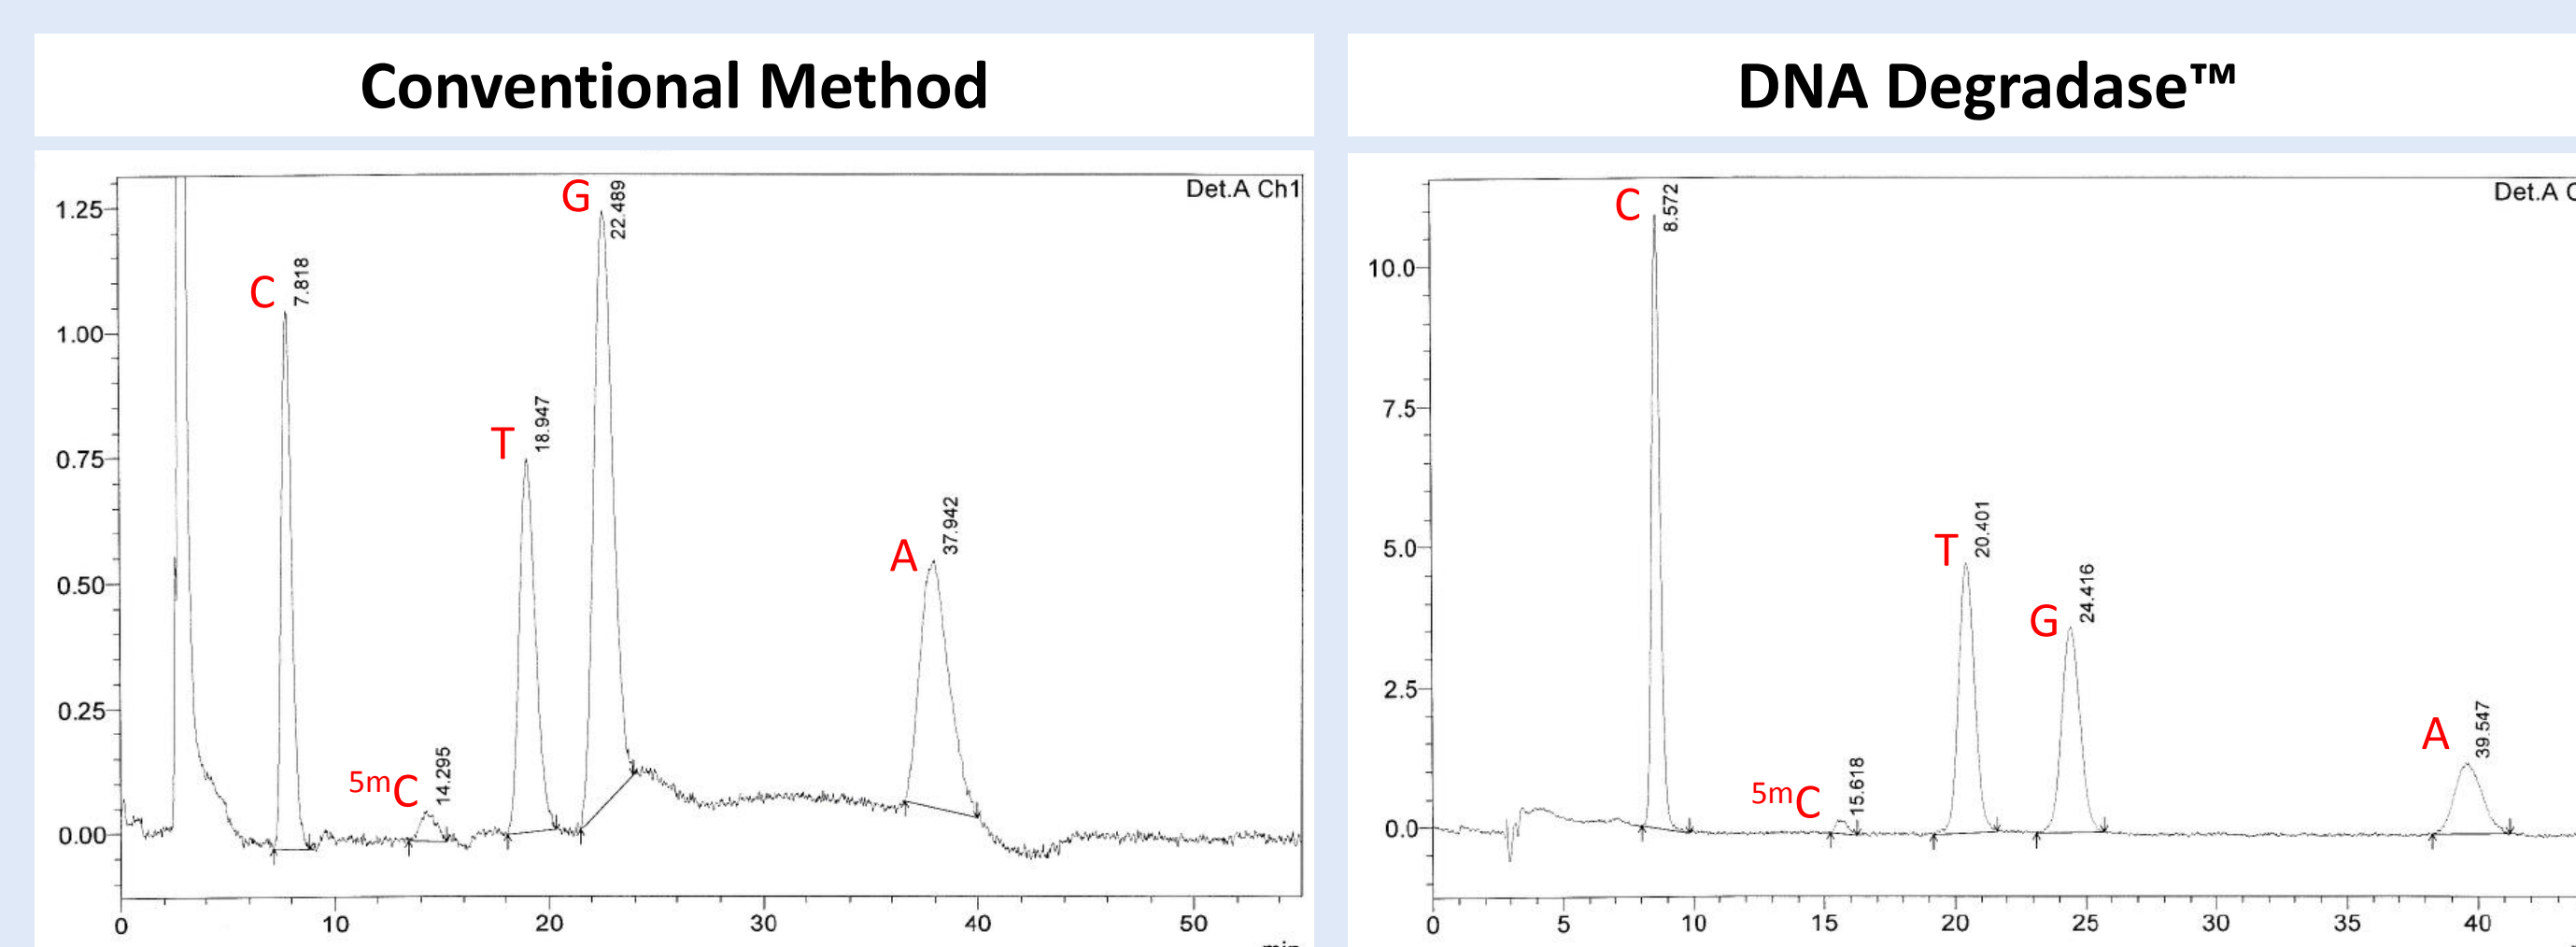 Conventional Method
Det.A Ch1
1.25
1.00
0.75
0.50
0.25
0.00
C
7.818
5mC
14.295
T
18.947
G
22.489
A
37.942
0 10 20 30 40 50
DNA Degradase™
Det.A
10.0
7.5
5.0
2.5
0.0
C
8.572
5mC
15.618
T
20.401
G
24.416
A
39.547
0 5 10 15 20 25 30 35 40